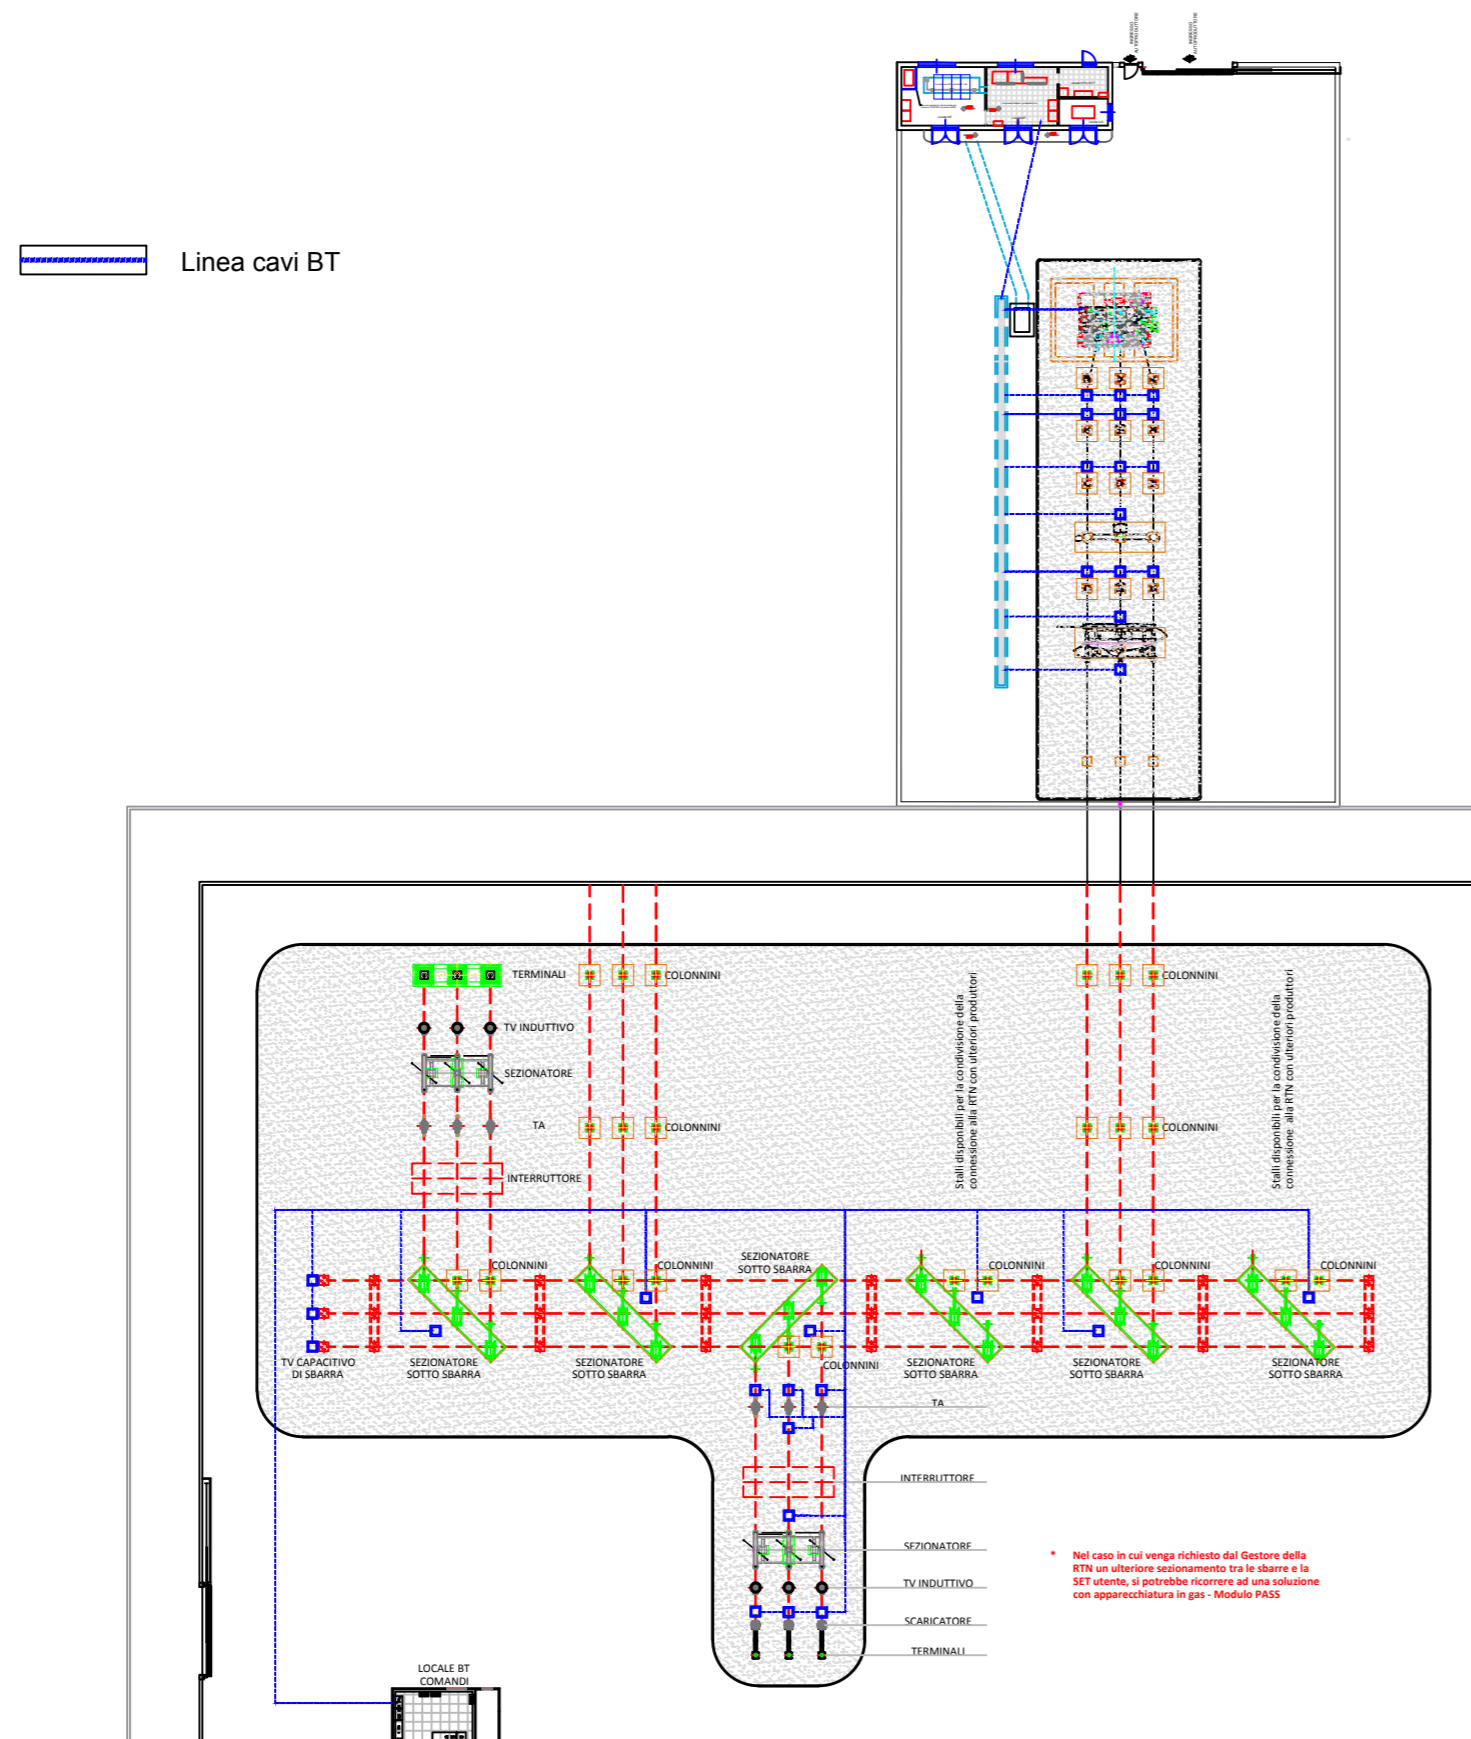 INGRESSO
AUTOPRODUTTORE
INGRESSO
AUTOPRODUTTORE
Linea cavi BT
TERMINALI
COLONNINI
COLONNINI
TV INDUTTIVO
SEZIONATORE
TA
COLONNINI
COLONNINI
INTERRUTTORE
Stalli disponibili per la condivisione della
connessione alla RTN con ulteriori produttori
Stalli disponibili per la condivisione della
connessione alla RTN con ulteriori produttori
SEZIONATORE
SOTTO SBARRA
COLONNINI
COLONNINI
COLONNINI
COLONNINI
COLONNINI
TV CAPACITIVO
DI SBARRA
SEZIONATORE
SOTTO SBARRA
SEZIONATORE
SOTTO SBARRA
COLONNINI
SEZIONATORE
SOTTO SBARRA
SEZIONATORE
SOTTO SBARRA
SEZIONATORE
SOTTO SBARRA
TA
INTERRUTTORE
SEZIONATORE
TV INDUTTIVO
SCARICATORE
TERMINALI
* Nel caso in cui venga richiesto dal Gestore della
RTN un ulteriore sezionamento tra le sbarre e la
SET utente, si potrebbe ricorrere ad una soluzione
con apparecchiatura in gas - Modulo PASS
LOCALE BT
COMANDI